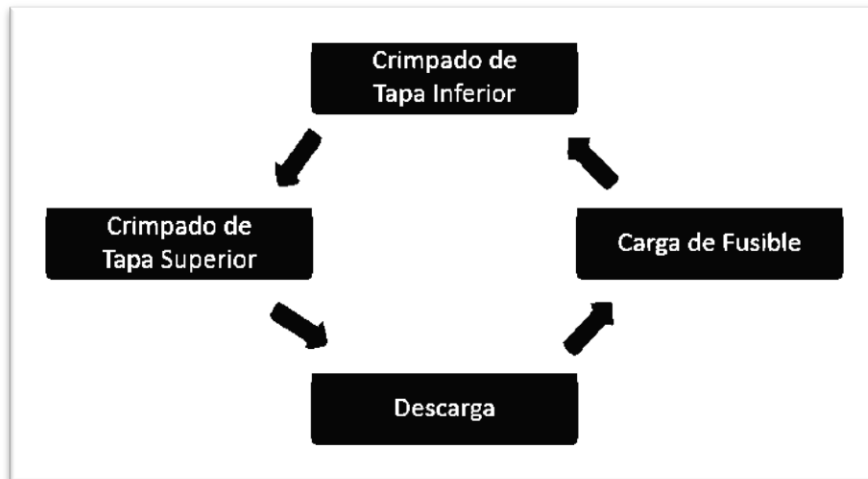 Crimpado de
Tapa Inferior
Crimpado de
Tapa Superior
Carga de Fusible
Descarga